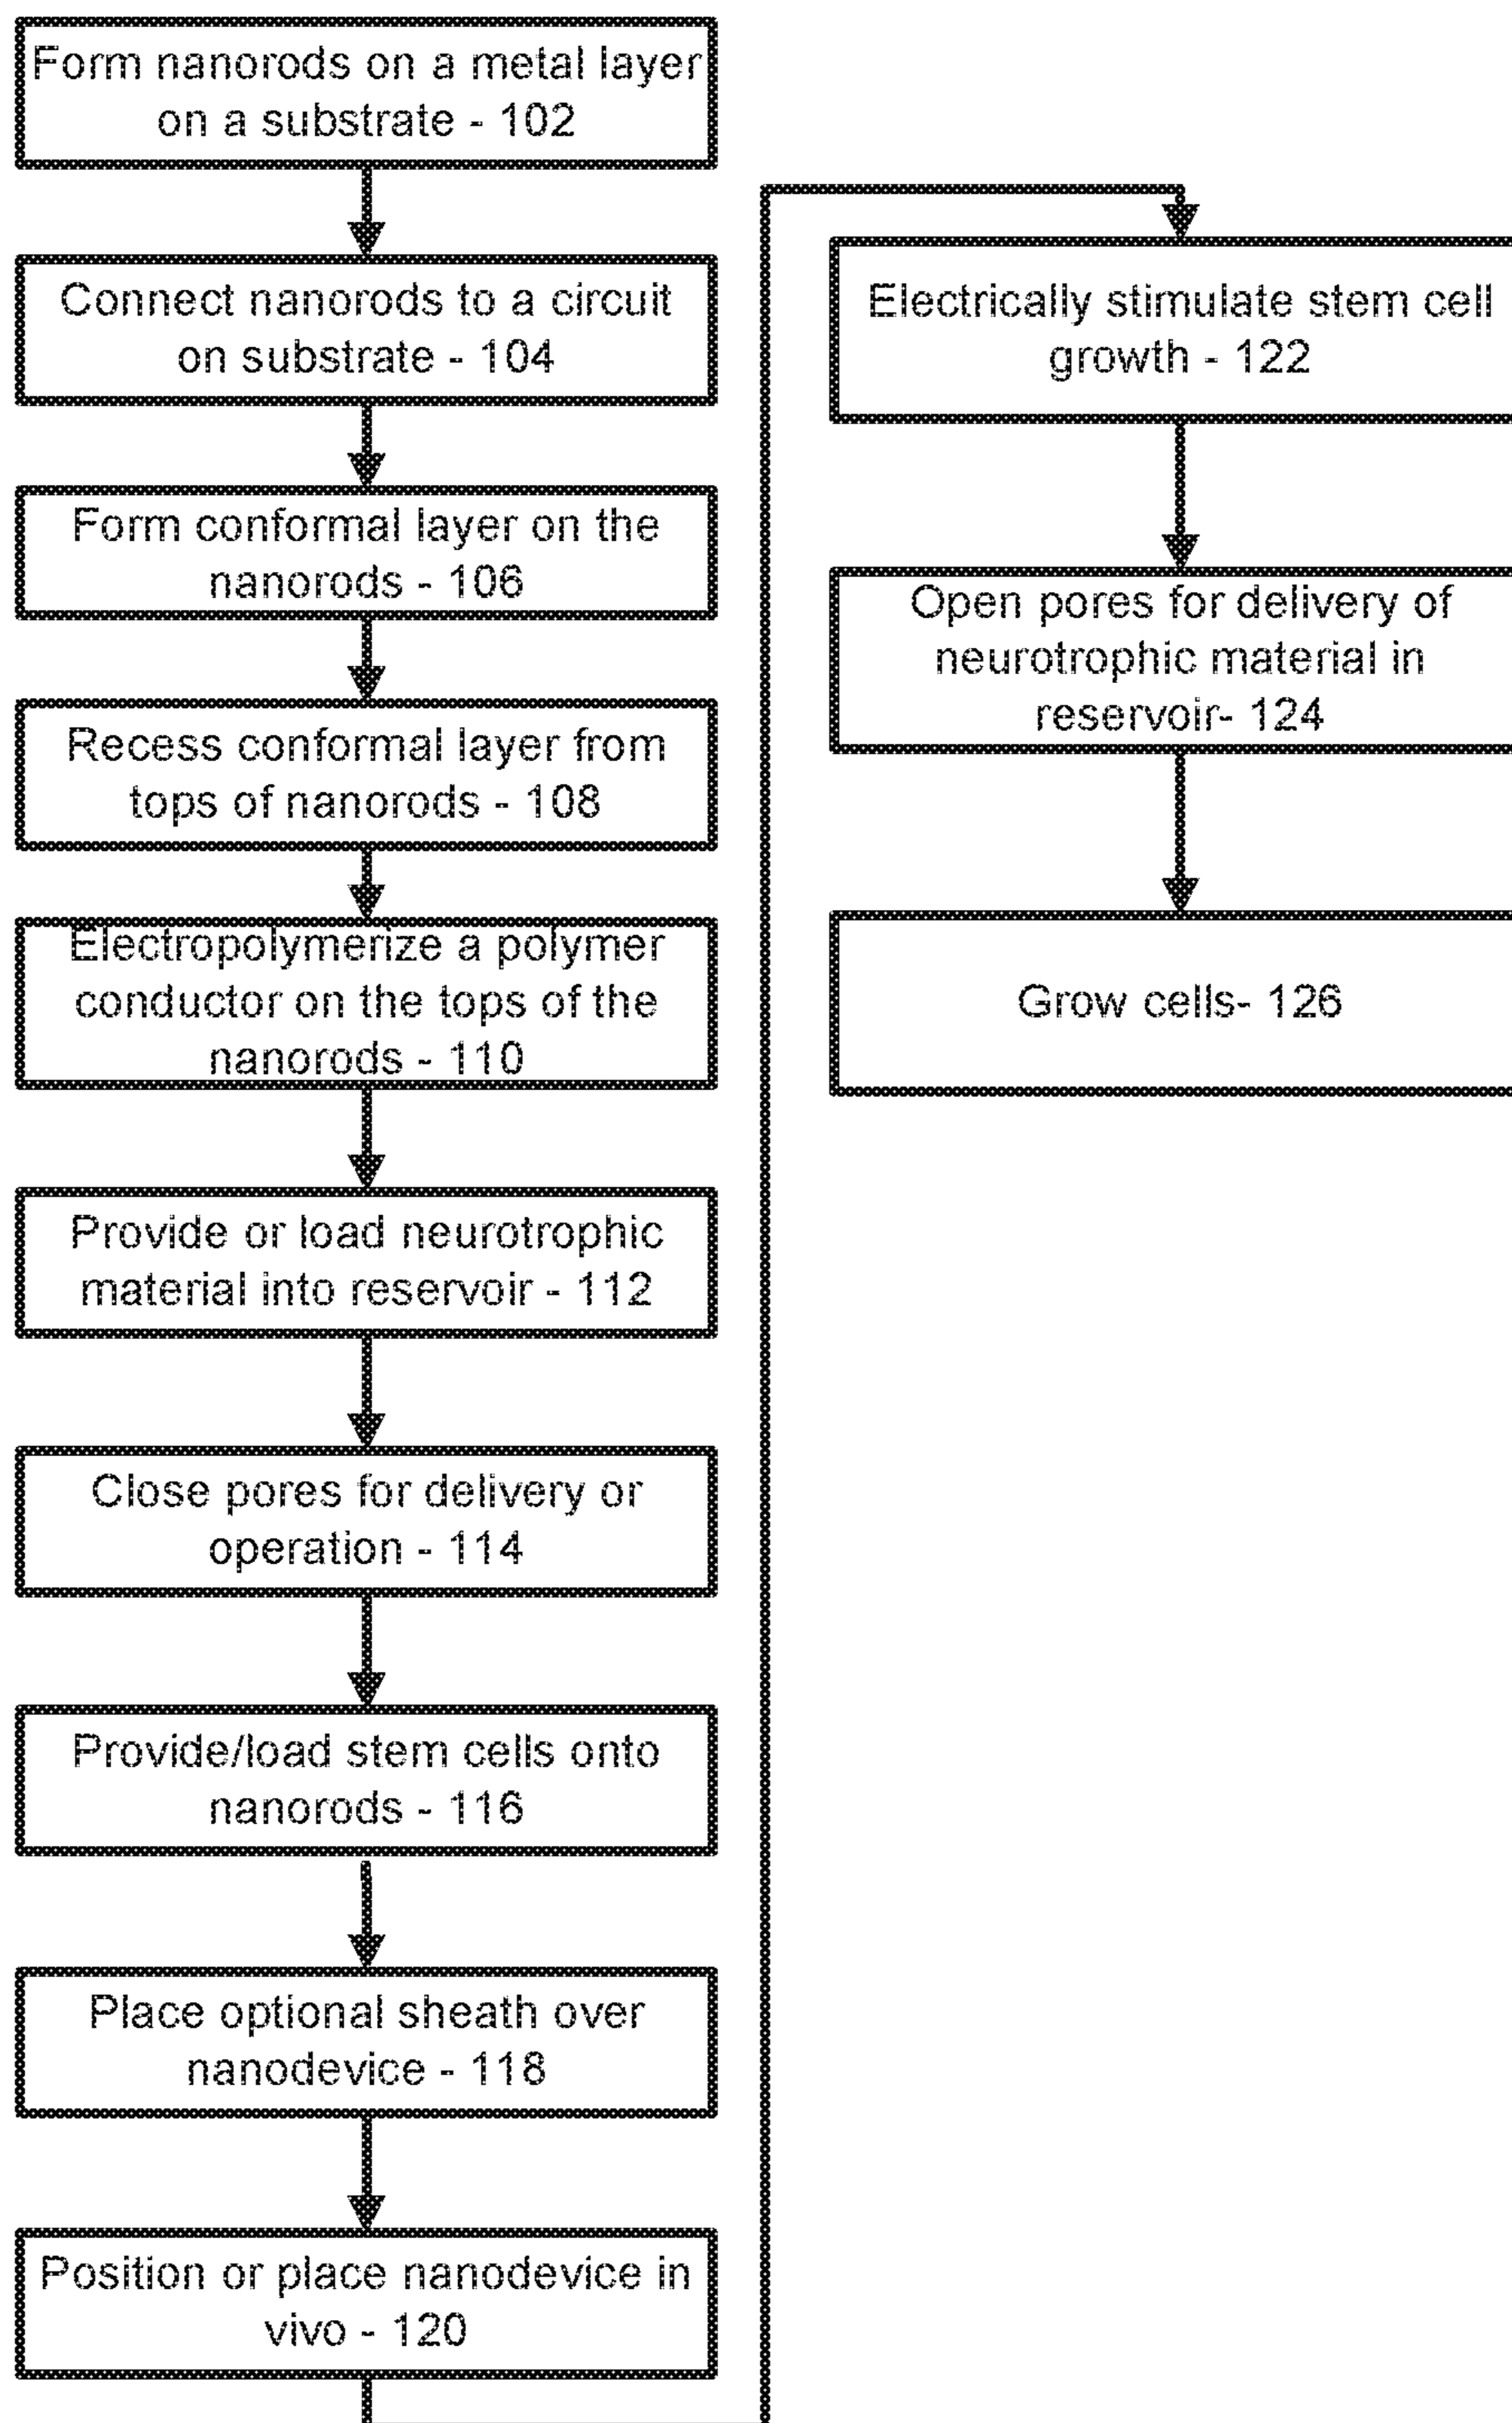 Form nanorods on a metal layer
on a substrate - 102
Connect nanorods to a circuit
on substrate - 104
Form conformal layer on the
nanorods - 106
Recess conformal layer from
tops of nanorods - 108
Electropolymerize a polymer
conductor on the tops of the
nanorods - 110
Provide or load neurotrophic
material into reservoir - 112
Close pores for delivery or
operation - 114
Provide/load stem cells onto
nanorods - 116
Place optional sheath over
nanodevice - 118
Position or place nanodevice in
vivo - 120
Electrically stimulate stem cell
growth - 122
Open pores for delivery of
neurotrophic material in
reservoir- 124
Grow cells- 126